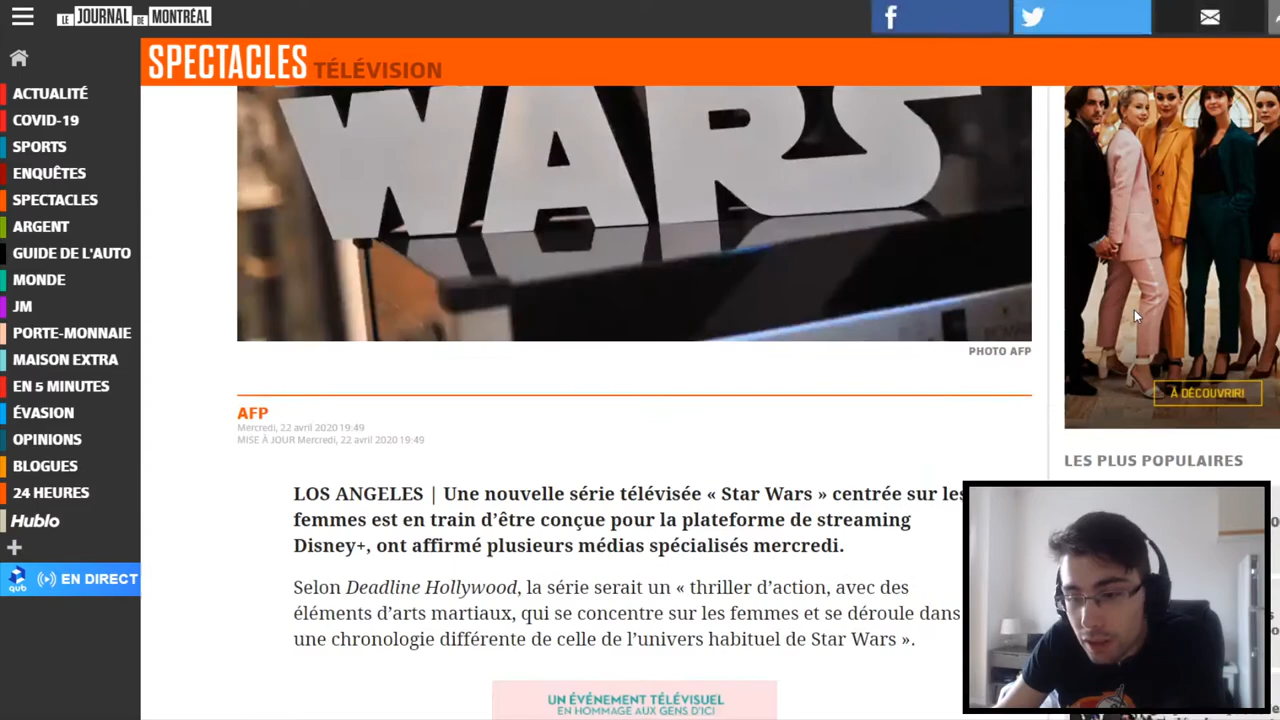 LE JOURNAL DE MONTRÉAL
SPECTACLES TÉLÉVISION
ACTUALITÉ
COVID-19
SPORTS
ENQUÊTES
SPECTACLES
ARGENT
GUIDE DE L'AUTO
MONDE
JM
PORTE-MONNAIE
MAISON EXTRA
EN 5 MINUTES
ÉVASION
OPINIONS
BLOGUES
24 HEURES
Hublo
qub EN DIRECT
WARS
PHOTO AFP
AFP
Mercredi, 22 avril 2020 19:49
MISE À JOUR Mercredi, 22 avril 2020 19:49
LOS ANGELES | Une nouvelle série télévisée « Star Wars » centrée sur les
femmes est en train d’être conçue pour la plateforme de streaming
Disney+, ont affirmé plusieurs médias spécialisés mercredi.
Selon Deadline Hollywood, la série serait un « thriller d’action, avec des
éléments d’arts martiaux, qui se concentre sur les femmes et se déroule dans
une chronologie différente de celle de l’univers habituel de Star Wars ».
UN ÉVÉNEMENT TÉLÉVISUEL
EN HOMMAGE AUX GENS D'ICI
À DÉCOUVRIR!
LES PLUS POPULAIRES